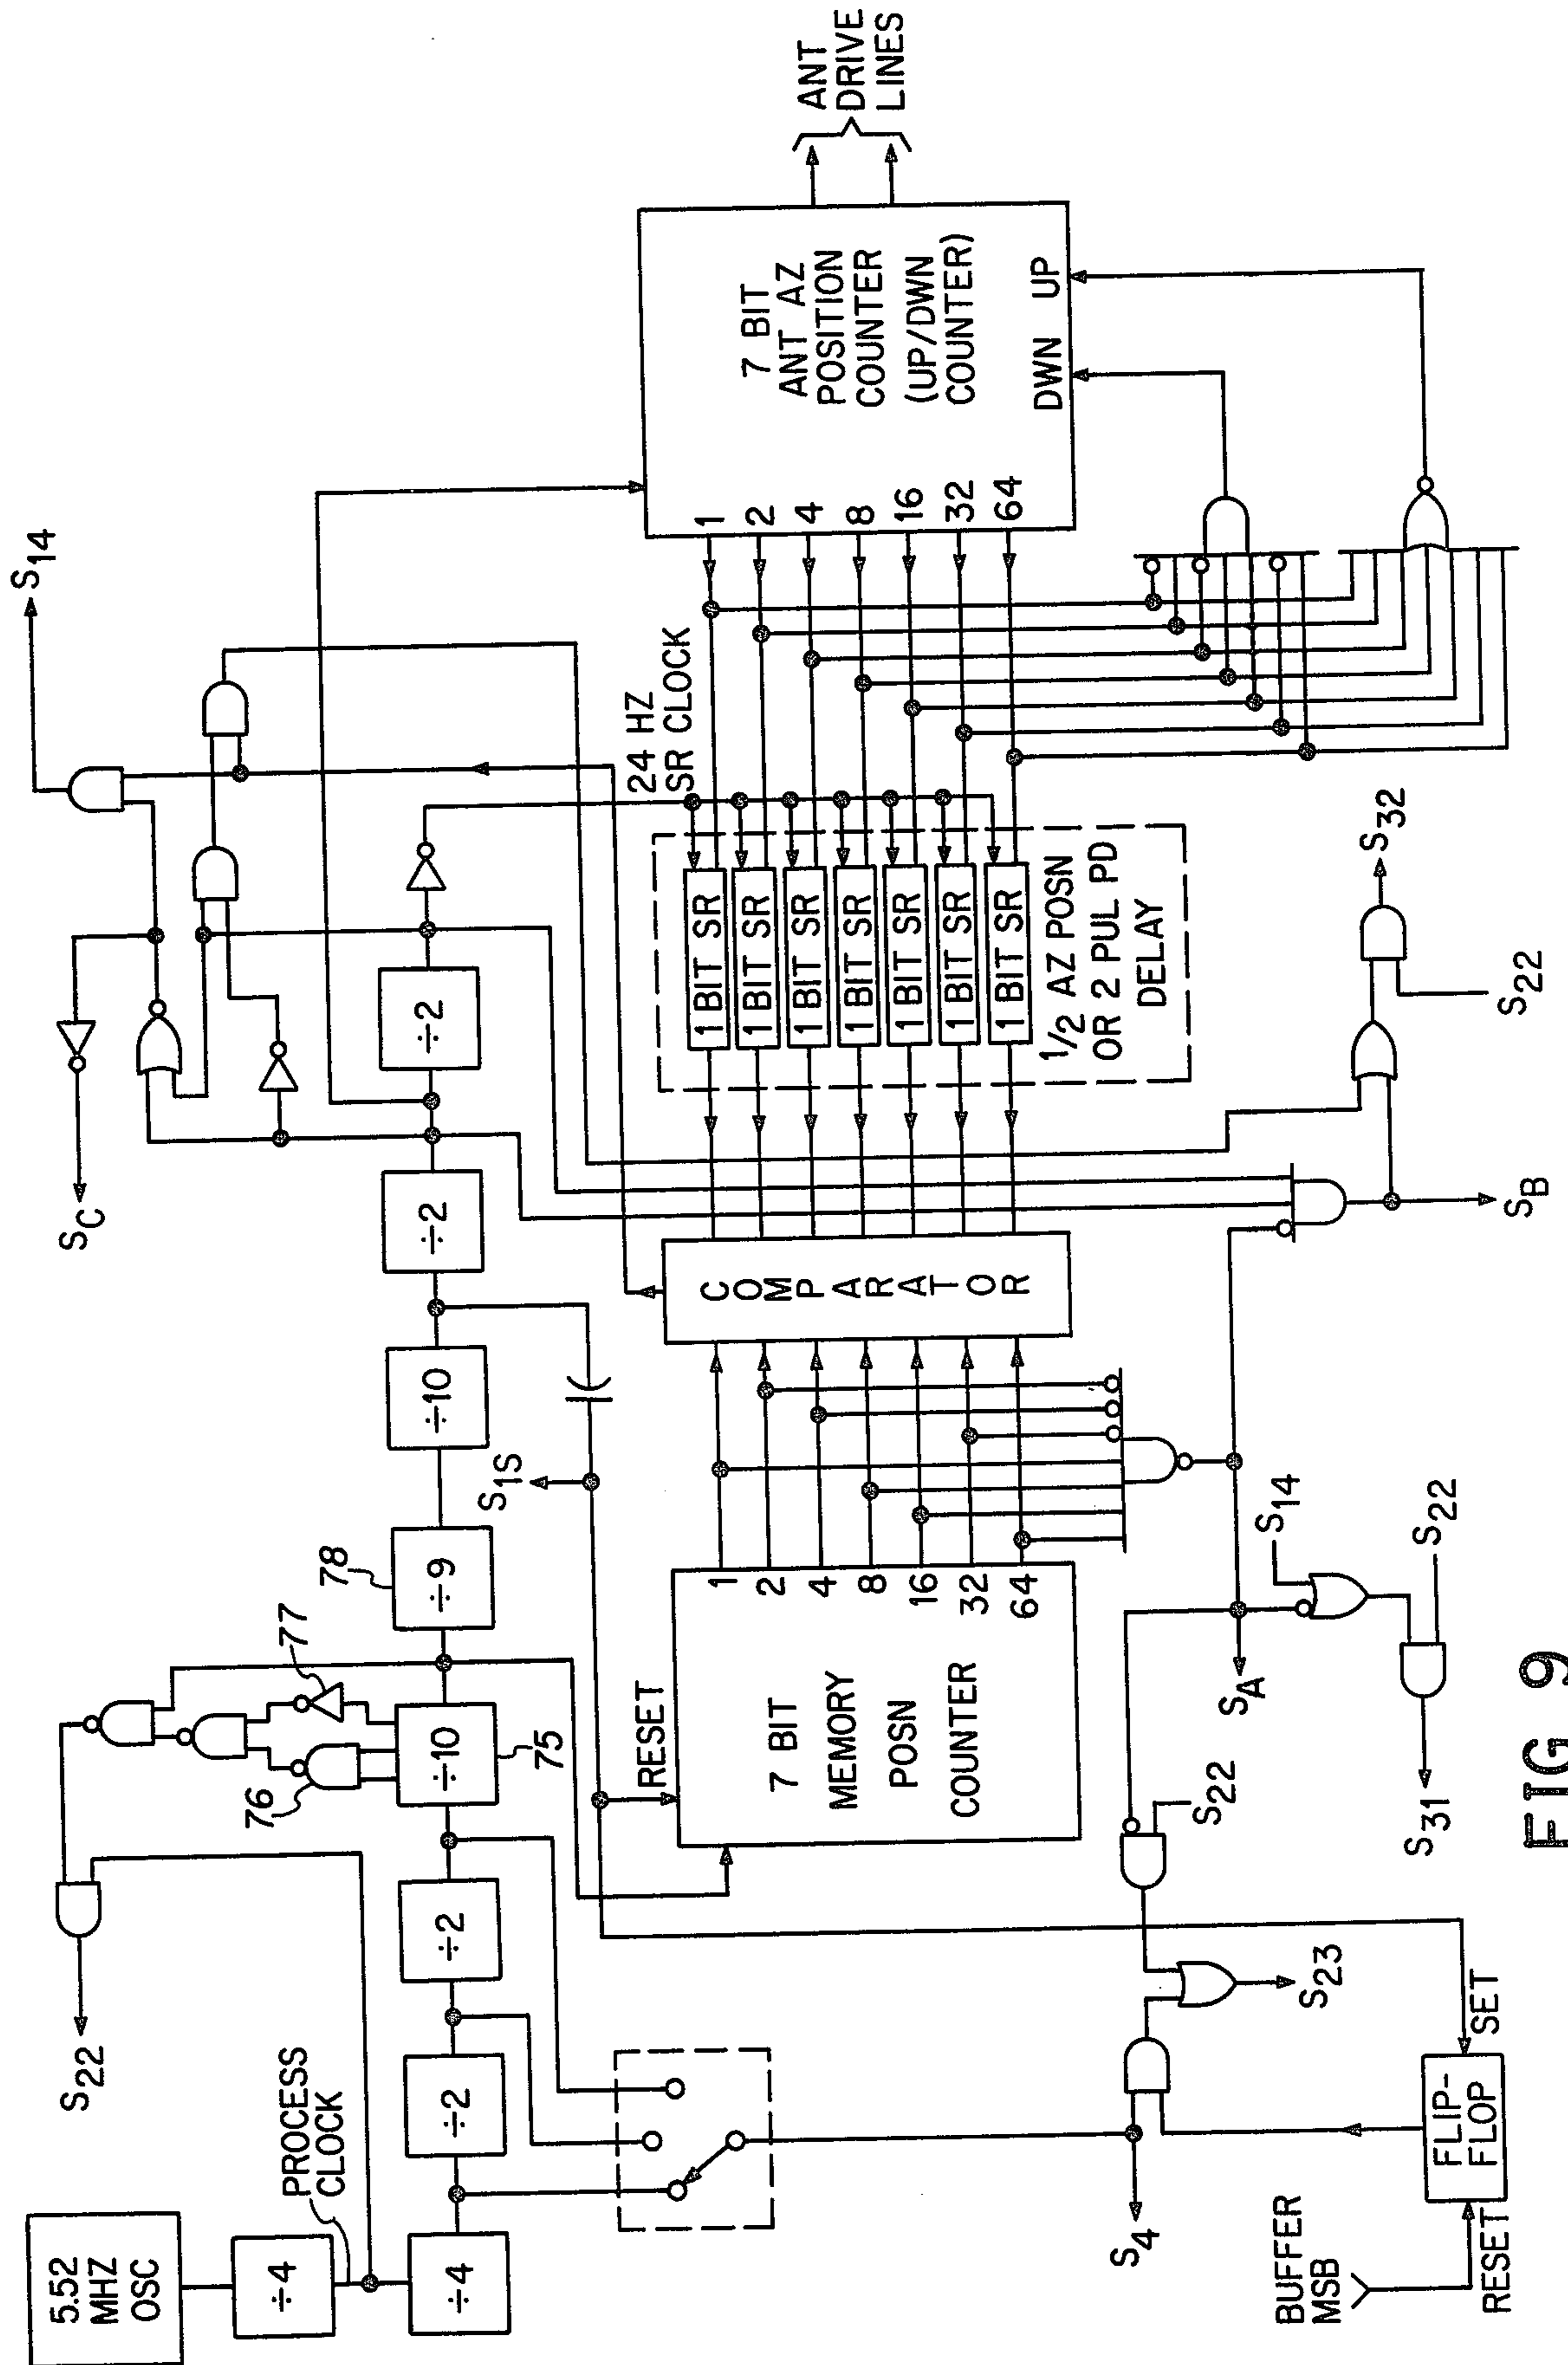 5.52
MHZ
OSC
÷4
PROCESS
CLOCK
÷4
÷2
÷2
÷10
75
76
77
÷9
78
÷10
÷2
÷2
S22
SC
S14
S1S
24 HZ
SR CLOCK
RESET
7 BIT
MEMORY
POSN
COUNTER
1
2
4
8
16
32
64
COMPARATOR
1 BIT SR
1 BIT SR
1 BIT SR
1 BIT SR
1 BIT SR
1 BIT SR
1 BIT SR
1/2 AZ POSN
OR 2 PUL PD
DELAY
1
2
4
8
16
32
64
7 BIT
ANT AZ
POSITION
COUNTER
(UP/DWN
COUNTER)
DWN UP
ANT
DRIVE
LINES
S4
BUFFER
MSB
RESET
FLIP-
FLOP
SET
S23
S22
SA
S14
S22
S31
SB
S22
S32
FIG 9